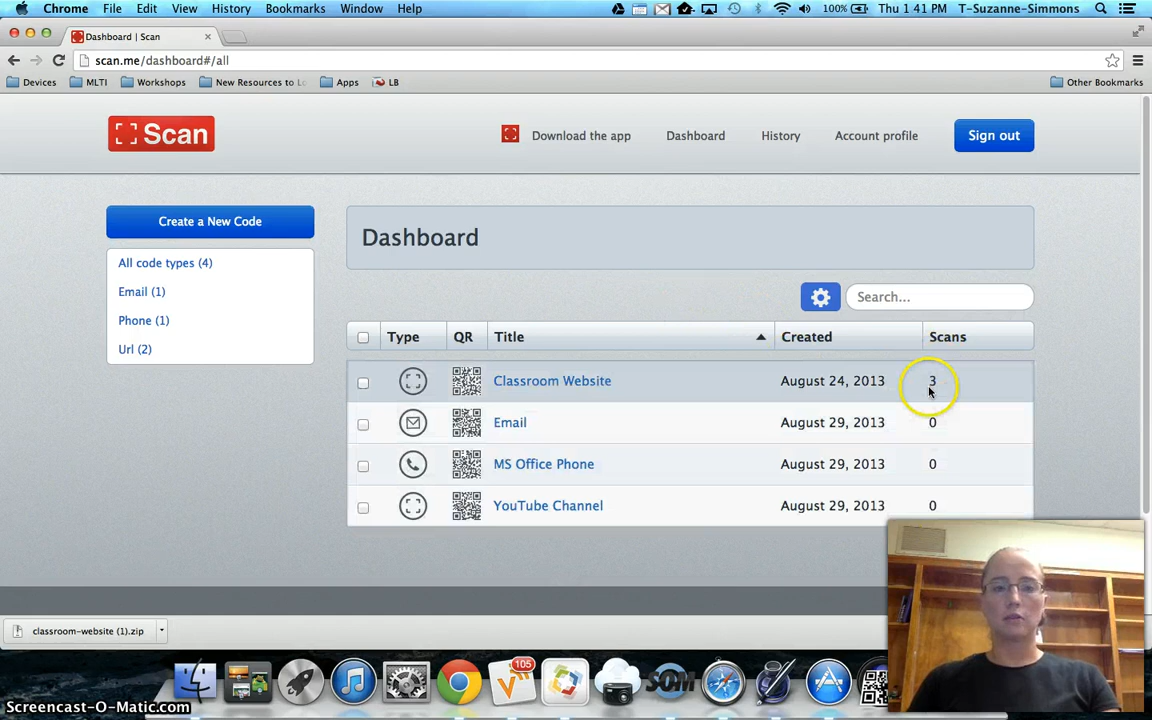 Chrome File Edit View History Bookmarks Window Help 100% Thu 1:41 PM T-Suzanne-Simmons
Dashboard | Scan
scan.me/dashboard#/all
Devices MLTI Workshops New Resources to Lo Apps LB Other Bookmarks
Scan Download the app Dashboard History Account profile Sign out
Create a New Code
Dashboard
All code types (4)
Email (1)
Phone (1)
Url (2)
Search...
Type QR Title Created Scans
Classroom Website August 24, 2013 3
Email August 29, 2013 0
MS Office Phone August 29, 2013 0
YouTube Channel August 29, 2013 0
classroom-website (1).zip
105
SOM
Screencast-O-Matic.com